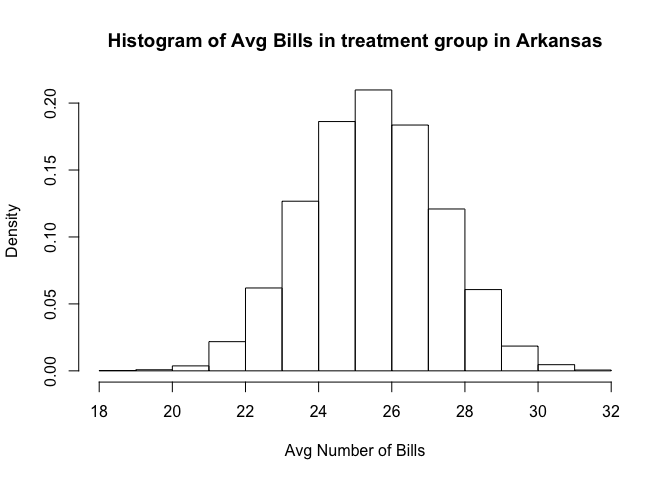 Histogram of Avg Bills in treatment group in Arkansas
Density
0.20
0.15
0.10
0.05
0.00
18 20 22 24 26 28 30 32
Avg Number of Bills